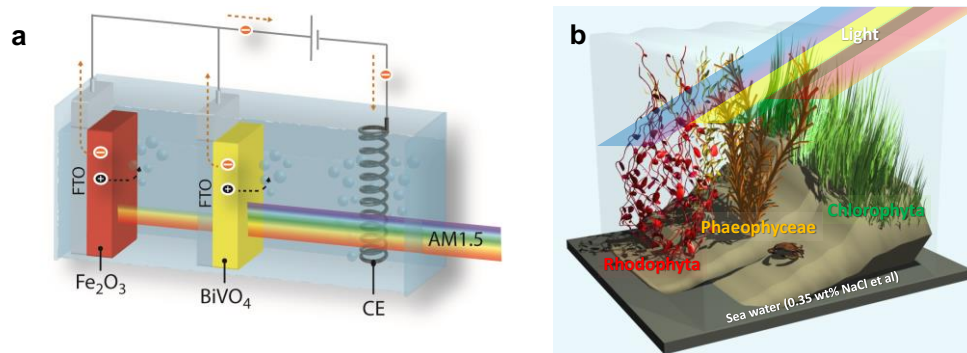 a
FTO
FTO
AM1.5
Fe₂O₃
BiVO₄
CE
b
Light
Chlorophyta
Phaeophyceae
Rhodophyta
Sea water (0.35 wt% NaCl et al)